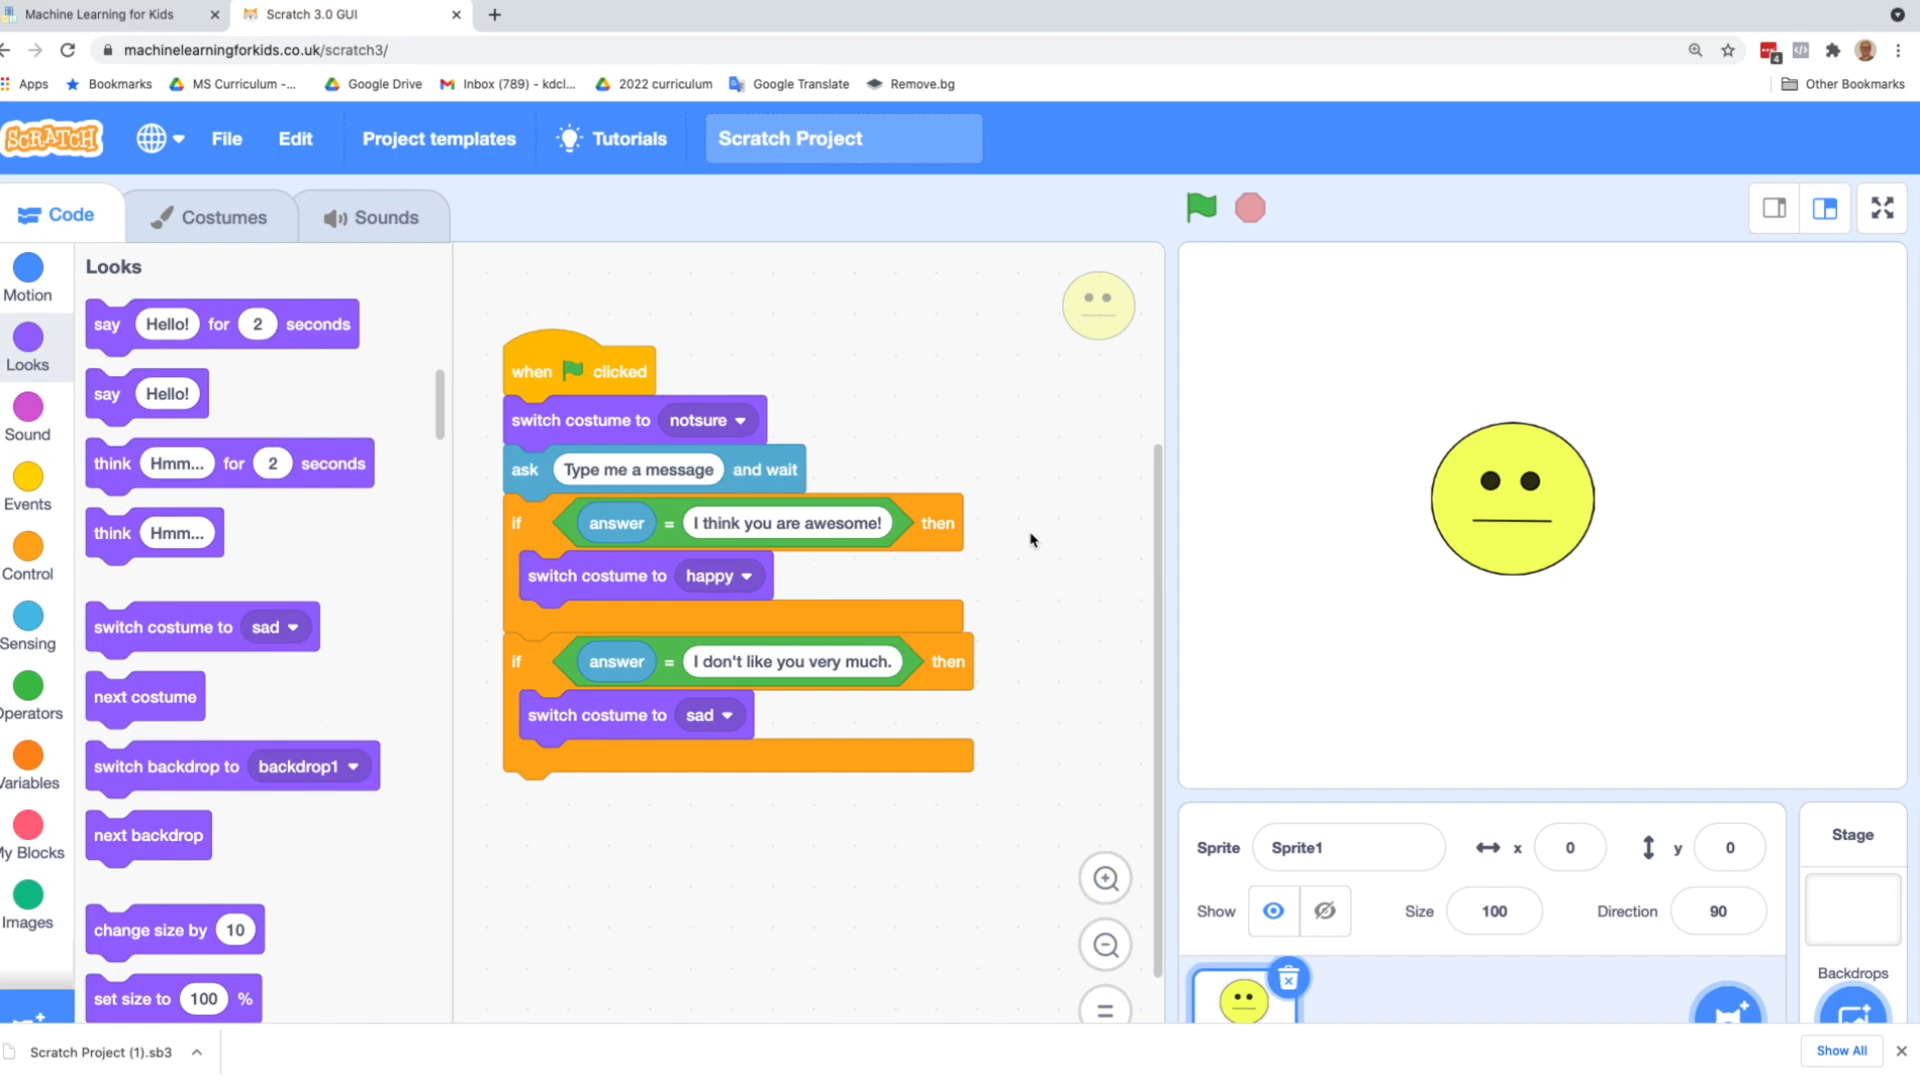 Machine Learning for Kids
Scratch 3.0 GUI
machinelearningforkids.co.uk/scratch3/
4
Apps
Bookmarks
MS Curriculum -...
Google Drive
Inbox (789) - kdcl...
2022 curriculum
Google Translate
Remove.bg
Other Bookmarks
SCRATCH
File
Edit
Project templates
Tutorials
Scratch Project
Code
Costumes
Sounds
Motion
Looks
Sound
Events
Control
Sensing
Operators
Variables
My Blocks
Images
Looks
say Hello! for 2 seconds
say Hello!
think Hmm... for 2 seconds
think Hmm...
switch costume to sad
next costume
switch backdrop to backdrop1
next backdrop
change size by 10
set size to 100 %
when clicked
switch costume to notsure
ask Type me a message and wait
if answer = I think you are awesome! then
switch costume to happy
if answer = I don't like you very much. then
switch costume to sad
Sprite Sprite1 x 0 y 0
Show Size 100 Direction 90
Stage
Backdrops
Scratch Project (1).sb3
Show All